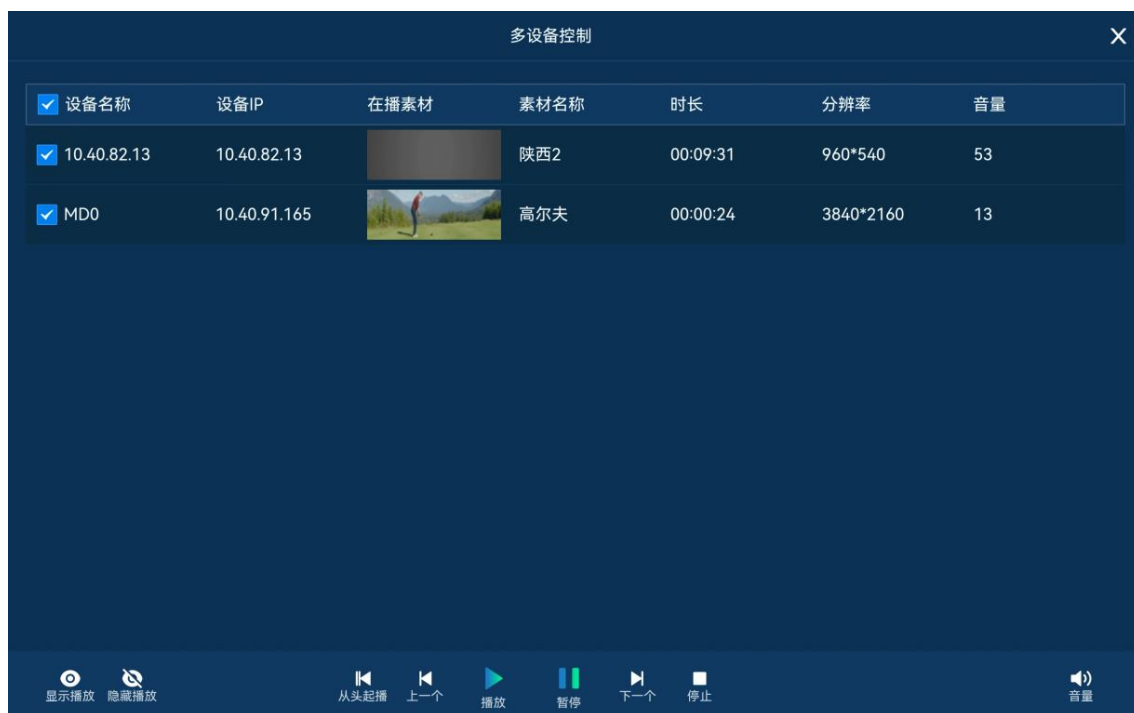 多设备控制
设备名称 设备IP 在播素材 素材名称 时长 分辨率 音量
10.40.82.13 10.40.82.13 陕西2 00:09:31 960*540 53
MD0 10.40.91.165 高尔夫 00:00:24 3840*2160 13
显示播放 隐藏播放 从头起播 上一个 播放 暂停 下一个 停止 音量